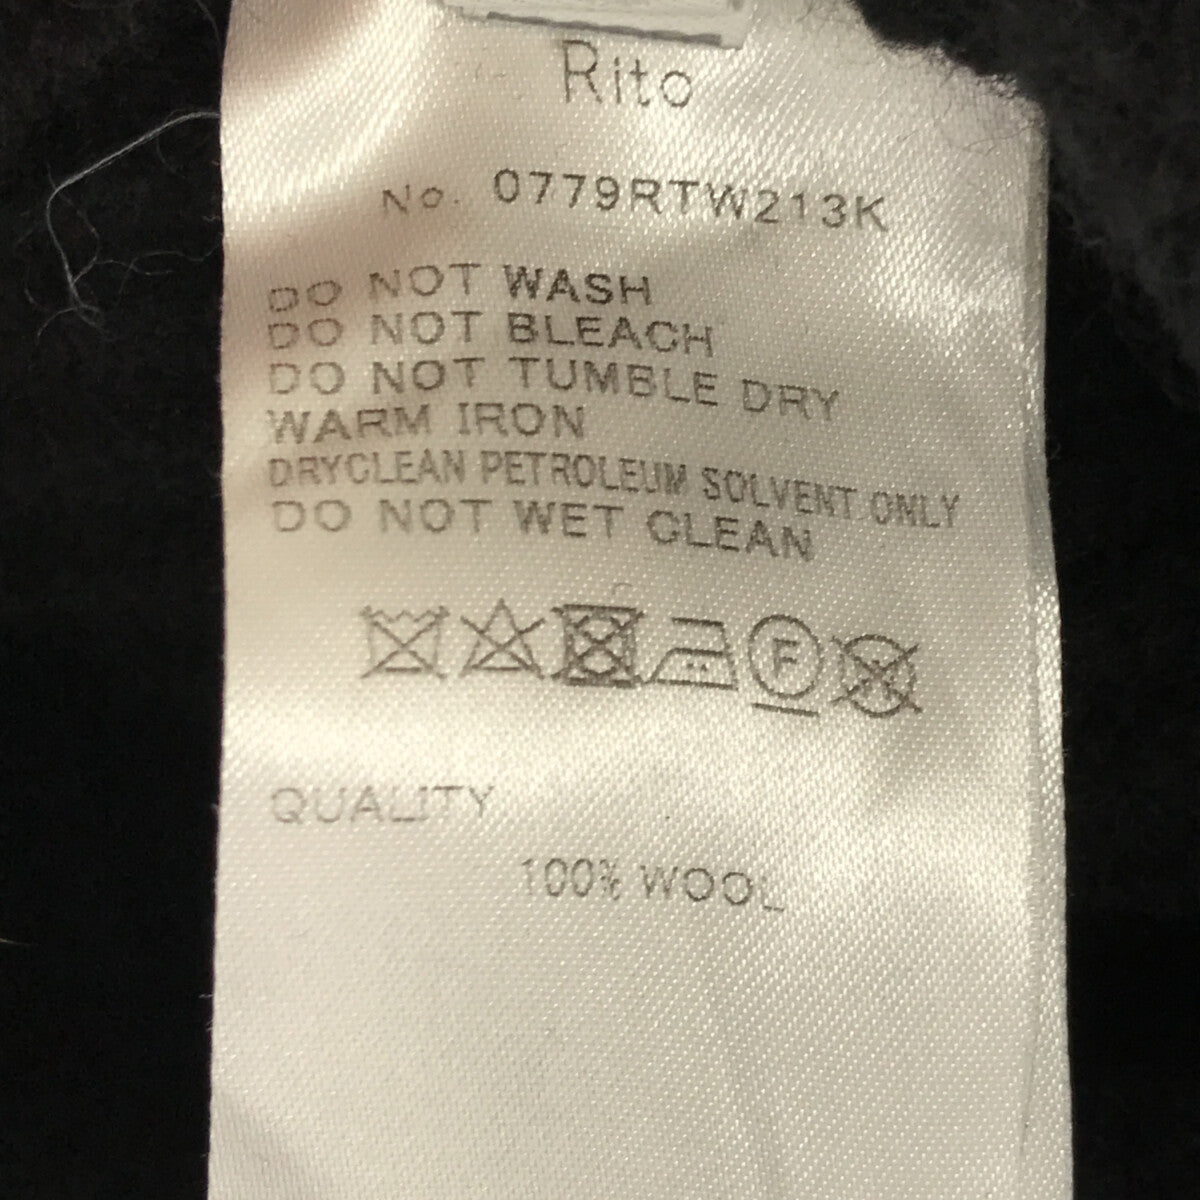 Rito
No. 0779RTW213K
DO NOT WASH
DO NOT BLEACH
DO NOT TUMBLE DRY
WARM IRON
DRYCLEAN PETROLEUM SOLVENT ONLY
DO NOT WET CLEAN
F
QUALITY
100% WOOL